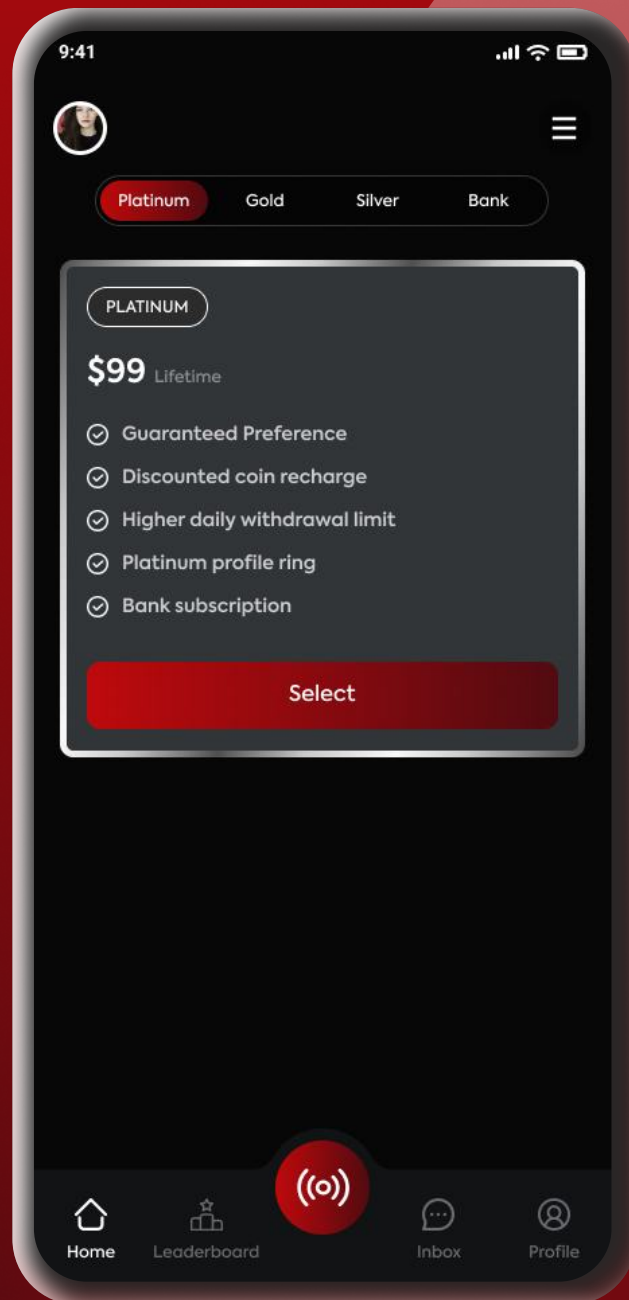 9:41
Platinum Gold Silver Bank
PLATINUM
$99 Lifetime
Guaranteed Preference
Discounted coin recharge
Higher daily withdrawal limit
Platinum profile ring
Bank subscription
Select
Home Leaderboard Inbox Profile